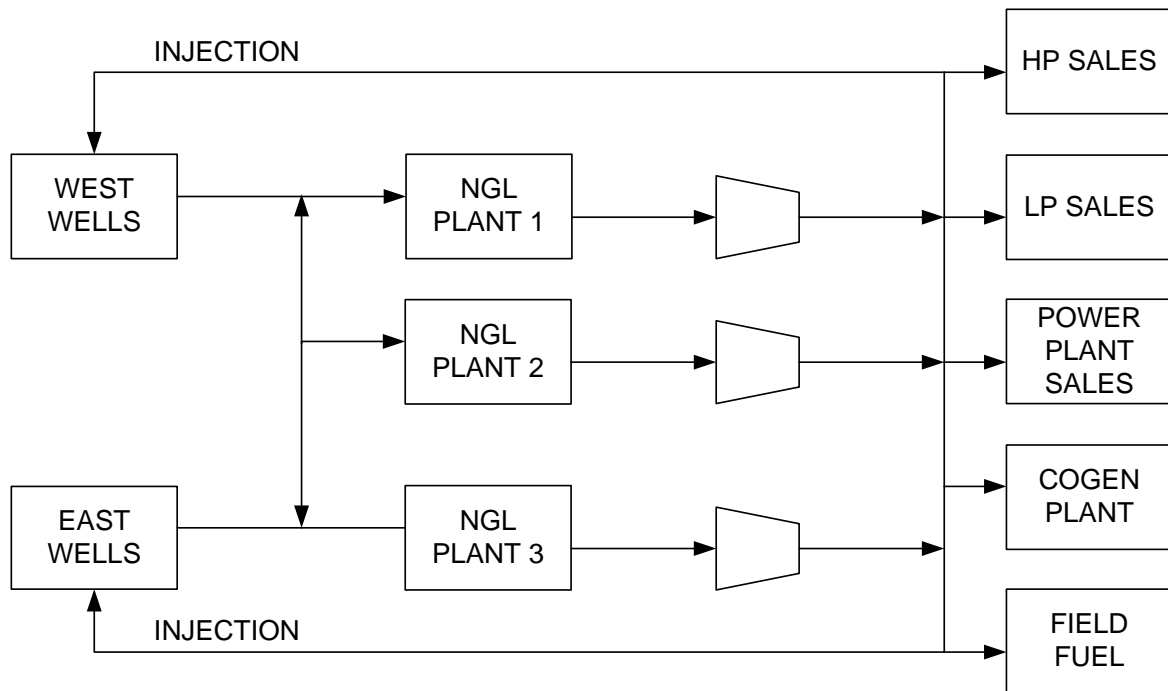 INJECTION
HP SALES
WEST
WELLS
NGL
PLANT 1
LP SALES
NGL
PLANT 2
POWER
PLANT
SALES
EAST
WELLS
NGL
PLANT 3
COGEN
PLANT
INJECTION
FIELD
FUEL